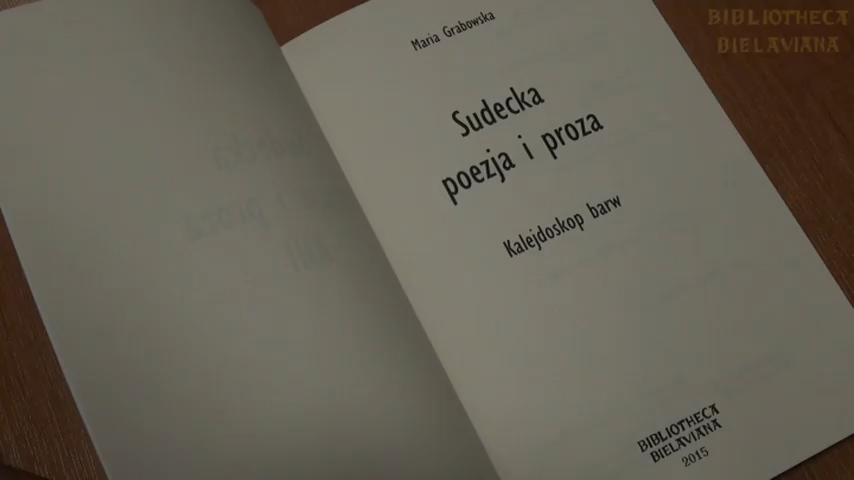 BIBLIOTHECA
BIELAVIANA
Maria Grabowska
Sudecka
poezja i proza
Kalejdoskop barw
BIBLIOTHECA
BIELAVIANA
2015